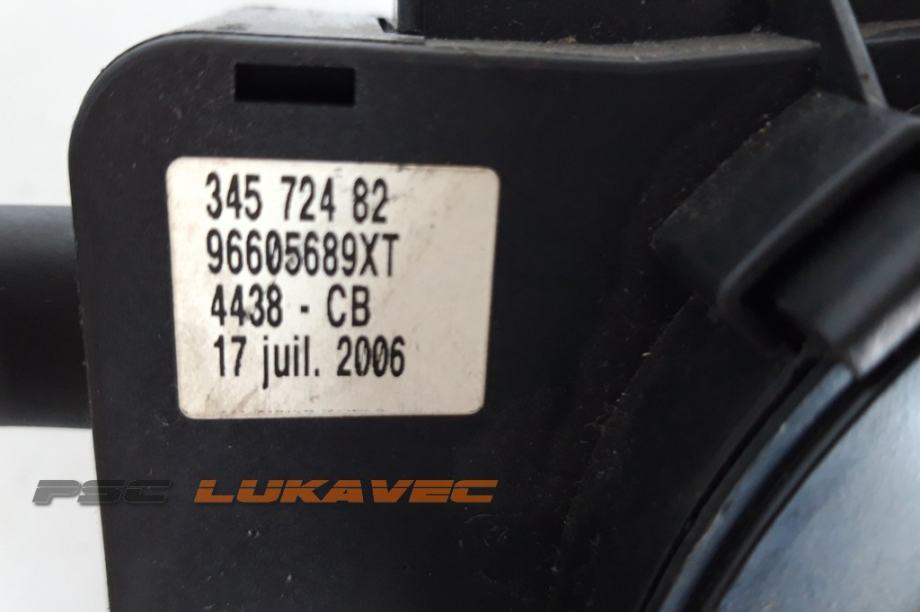 345 724 82
96605689XT
4438 - CB
17 juil. 2006
PSC LUKAVEC